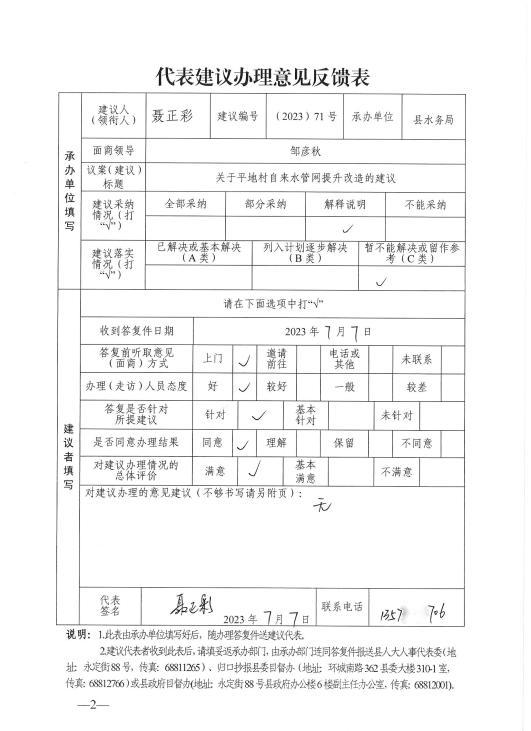 代表建议办理意见反馈表
承办单位填写
建议人（领衔人） 聂正彩 建议编号 （2023）71号 承办单位 县水务局
面商领导 邹彦秋
议案(建议)标题 关于平地村自来水管网提升改造的建议
建议采纳情况（打“√”） 全部采纳 部分采纳 解释说明 不能采纳
√
建议落实情况（打“√”） 已解决或基本解决（A类） 列入计划逐步解决（B类） 暂不能解决或留作参考（C类）
√
建议者填写
请在下面选项中打“√”
收到答复件日期 2023年7月7日
答复前听取意见（面商）方式 上门 √ 邀请前往 电话或其他 未联系
办理(走访)人员态度 好 √ 较好 一般 较差
答复是否针对所提建议 针对 √ 基本针对 未针对
是否同意办理结果 同意 √ 理解 保留 不同意
对建议办理情况的总体评价 满意 √ 基本满意 不满意
对建议办理的意见建议(不够书写请另附页)：
无
代表签名 聂正彩 2023年7月7日 联系电话 1357 706
说明：1.此表由承办单位填写好后，随办理答复件送建议代表。
2.建议代表者收到此表后，请填妥返承办部门，由承办部门连同答复件报送县人大人事代表委(地
址：永定街88号，传真：68811265)、归口抄报县委目督办(地址：环城南路362县委大楼310-1室，
传真：68812766)或县政府目督办(地址：永定街88号县政府办公楼6楼副主任办公室，传真：68812001)。
—2—